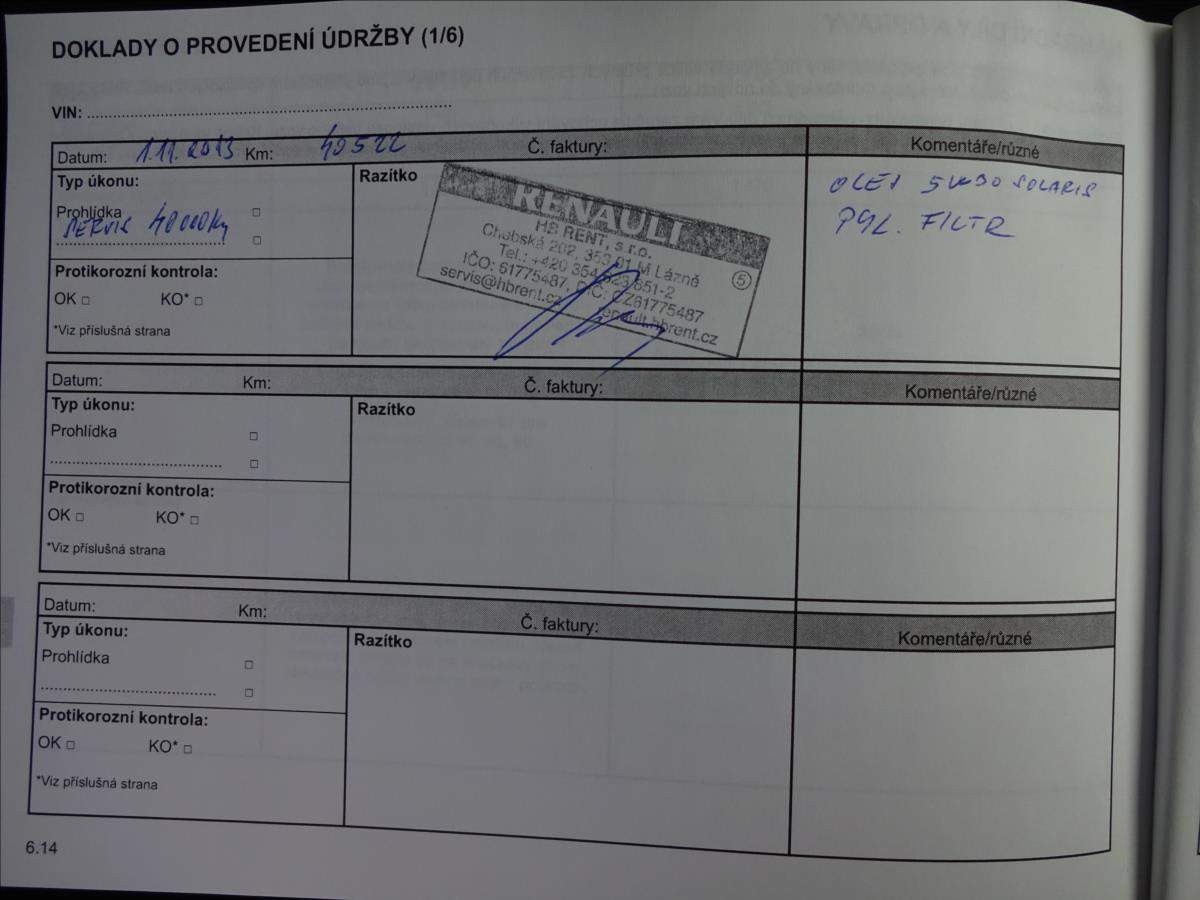 DOKLADY O PROVEDENÍ ÚDRŽBY (1/6)
VIN: ........................................................................
Datum: 1.11.2013 Km: 40522 Č. faktury: Komentáře/různé
Typ úkonu: Razítko
Prohlídka □
SERVIS 40000km □
Protikorozní kontrola:
OK □ KO* □
*Viz příslušná strana
RENAULT
HB RENT, s.r.o.
Chebská 202, 353 01 M Lázně
Tel.: +420 354 623 851-2
IČO: 61775487, DIČ: CZ61775487
servis@hbrent.cz renault.hbrent.cz
5
OLEJ 5W30 SOLARIS
PYL. FILTR
Datum: Km: Č. faktury: Komentáře/různé
Typ úkonu: Razítko
Prohlídka □
.......................................... □
Protikorozní kontrola:
OK □ KO* □
*Viz příslušná strana
Datum: Km: Č. faktury: Komentáře/různé
Typ úkonu: Razítko
Prohlídka □
.......................................... □
Protikorozní kontrola:
OK □ KO* □
*Viz příslušná strana
6.14